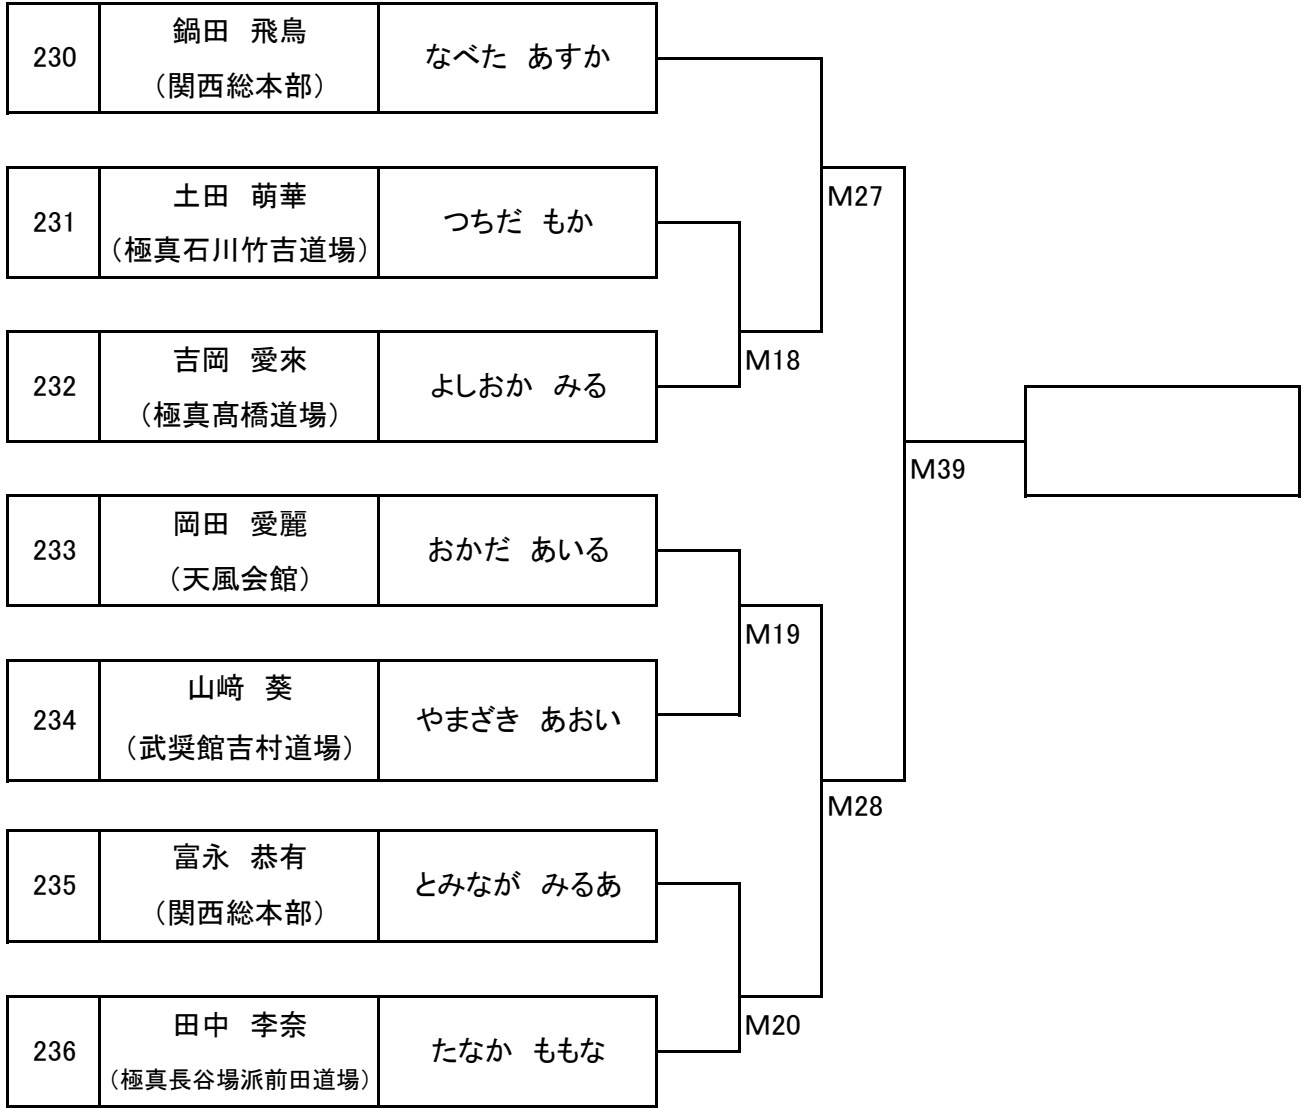 230
鍋田　飛鳥
（関西総本部）
なべた　あすか
231
土田　萌華
（極真石川竹吉道場）
つちだ　もか
M27
232
吉岡　愛來
（極真髙橋道場）
よしおか　みる
M18
M39
233
岡田　愛麗
（天風会館）
おかだ　あいる
M19
234
山﨑　葵
（武奨館吉村道場）
やまざき　あおい
M28
235
富永　恭有
（関西総本部）
とみなが　みるあ
236
田中　李奈
（極真長谷場派前田道場）
たなか　ももな
M20